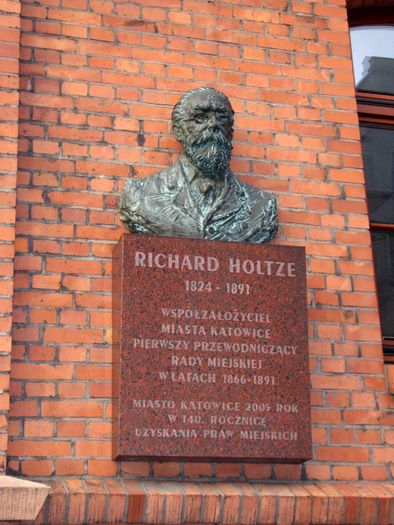 RICHARD HOLTZE
1824 - 1891
WSPÓŁZAŁOŻYCIEL
MIASTA KATOWICE
PIERWSZY PRZEWODNICZĄCY
RADY MIEJSKIEJ
W LATACH 1866-1891
MIASTO KATOWICE 2005 ROK
W 140. ROCZNICĘ
UZYSKANIA PRAW MIEJSKICH